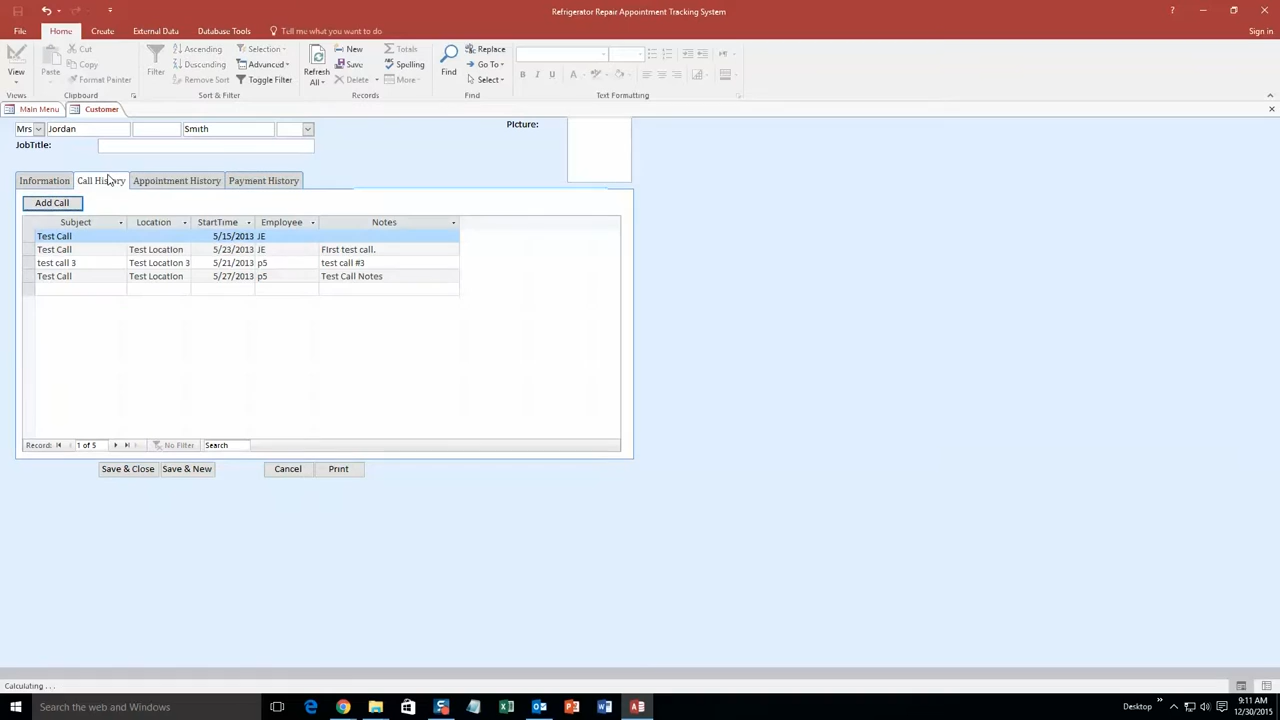 Refrigerator Repair Appointment Tracking System
? Sign in
File Home Create External Data Database Tools Tell me what you want to do
View Paste Cut Copy Format Painter
Filter Ascending Descending Remove Sort Selection Advanced Toggle Filter
Refresh All New Save Delete Totals Spelling More
Find Replace Go To Select
B I U A
Views Clipboard Sort & Filter Records Find Text Formatting
Main Menu Customer
Mrs Jordan Smith Picture:
JobTitle:
Information Call History Appointment History Payment History
Add Call
Subject Location StartTime Employee Notes
Test Call 5/15/2013 JE
Test Call Test Location 5/23/2013 JE First test call.
test call 3 Test Location 3 5/21/2013 p5 test call #3
Test Call Test Location 5/27/2013 p5 Test Call Notes
Record: 1 of 5 No Filter Search
Save & Close Save & New Cancel Print
Calculating . . .
Search the web and Windows Desktop 9:11 AM
12/30/2015